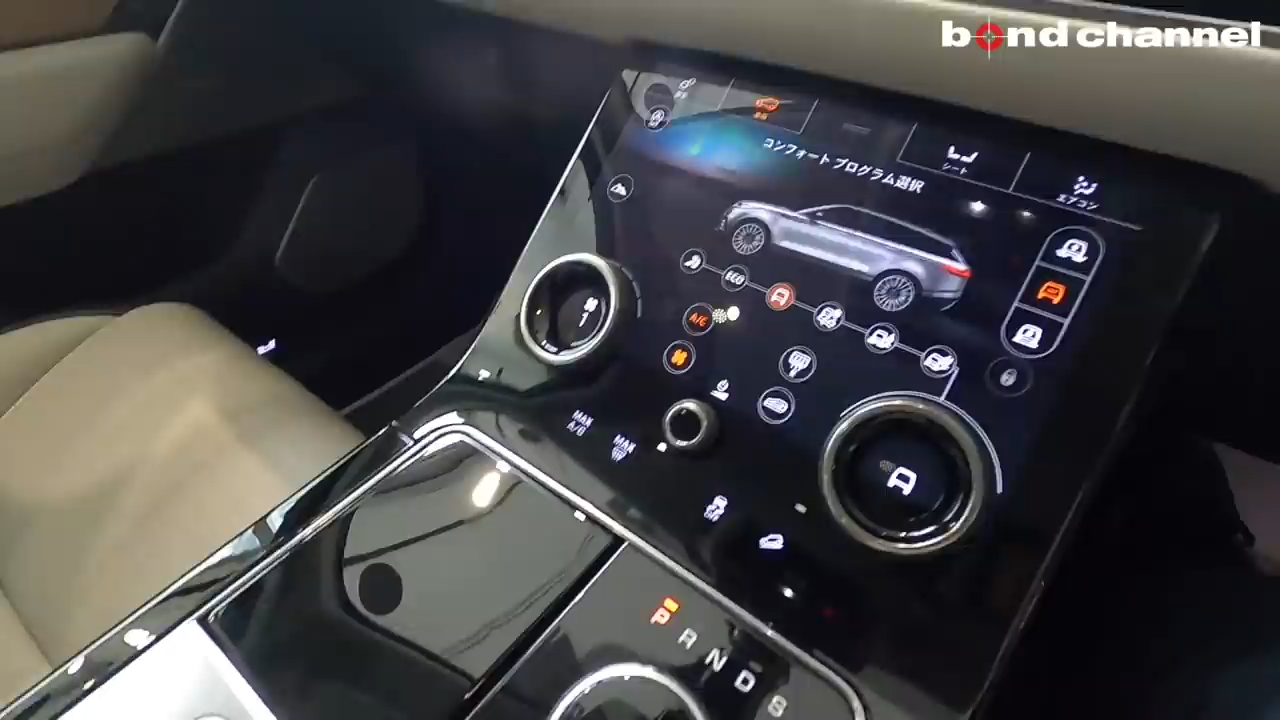 bond channel
シート
エアコン
コンフォート プログラム選択
ECO
A/C
MAX
A/C
MAX
P
R
N
D
S